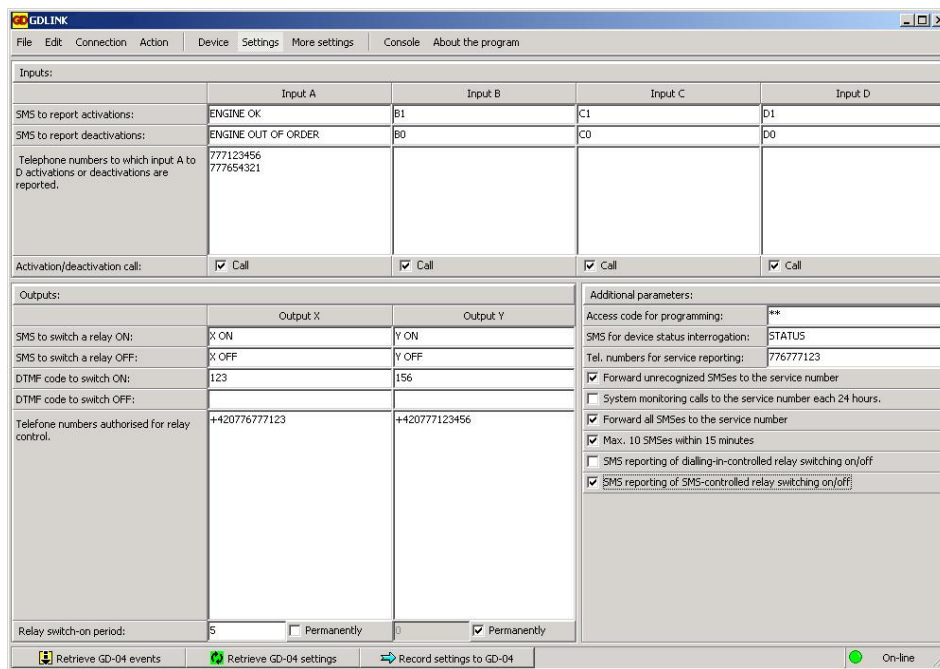 GD GDLINK
File Edit Connection Action Device Settings More settings Console About the program
Inputs:
Input A Input B Input C Input D
SMS to report activations: ENGINE OK B1 C1 D1
SMS to report deactivations: ENGINE OUT OF ORDER B0 C0 D0
Telephone numbers to which input A to
D activations or deactivations are
reported.
777123456
777654321
Activation/deactivation call: Call Call Call Call
Outputs:
Output X Output Y
SMS to switch a relay ON: X ON Y ON
SMS to switch a relay OFF: X OFF Y OFF
DTMF code to switch ON: 123 156
DTMF code to switch OFF:
Telefone numbers authorised for relay
control.
+420776777123 +420777123456
Relay switch-on period: 5 Permanently 0 Permanently
Additional parameters:
Access code for programming: **
SMS for device status interrogation: STATUS
Tel. numbers for service reporting: 776777123
Forward unrecognized SMSes to the service number
System monitoring calls to the service number each 24 hours.
Forward all SMSes to the service number
Max. 10 SMSes within 15 minutes
SMS reporting of dialling-in-controlled relay switching on/off
SMS reporting of SMS-controlled relay switching on/off
Retrieve GD-04 events Retrieve GD-04 settings Record settings to GD-04 On-line